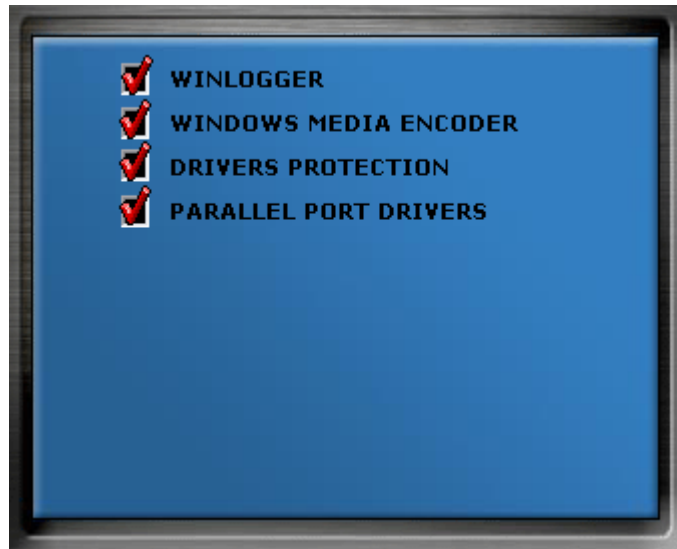 WINLOGGER
WINDOWS MEDIA ENCODER
DRIVERS PROTECTION
PARALLEL PORT DRIVERS